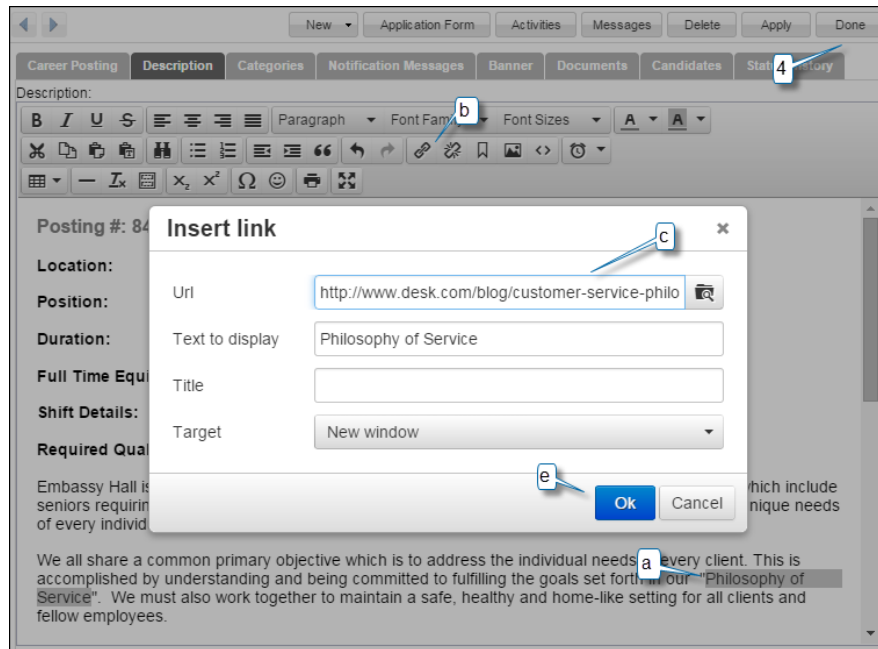 New Application Form Activities Messages Delete Apply Done
Career Posting Description Categories Notification Messages Banner Documents Candidates Stat story
4
Description:
B I U S Paragraph Font Fam Font Sizes A A
b
Ix X₂ X² Ω
Posting #: 84
Insert link ×
c
Location:
Url http://www.desk.com/blog/customer-service-philo
Position:
Duration:
Text to display Philosophy of Service
Full Time Equi
Title
Shift Details:
Target New window
Required Qual
e
Ok Cancel
Embassy Hall is hich include
seniors requirin nique needs
of every individ
a
We all share a common primary objective which is to address the individual needs every client. This is
accomplished by understanding and being committed to fulfilling the goals set forth in our "Philosophy of
Service". We must also work together to maintain a safe, healthy and home-like setting for all clients and
fellow employees.